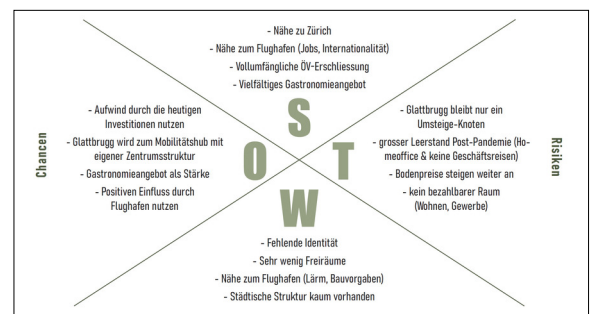 - Nähe zu Zürich
- Nähe zum Flughafen (Jobs, Internationalität)
- Vollumfängliche ÖV-Erschliessung
- Vielfältiges Gastronomieangebot
S
Chancen
- Aufwind durch die heutigen
Investitionen nutzen
- Glattbrugg wird zum Mobilitätshub mit
eigener Zentrumsstruktur
- Gastronomieangebot als Stärke
- Positiven Einfluss durch
Flughafen nutzen
O
T
- Glattbrugg bleibt nur ein
Umsteige-Knoten
- grosser Leerstand Post-Pandemie (Ho-
meoffice & keine Geschäftsreisen)
- Bodenpreise steigen weiter an
- kein bezahlbarer Raum
(Wohnen, Gewerbe)
Risiken
W
- Fehlende Identität
- Sehr wenig Freiräume
- Nähe zum Flughafen (Lärm, Bauvorgaben)
- Städtische Struktur kaum vorhanden